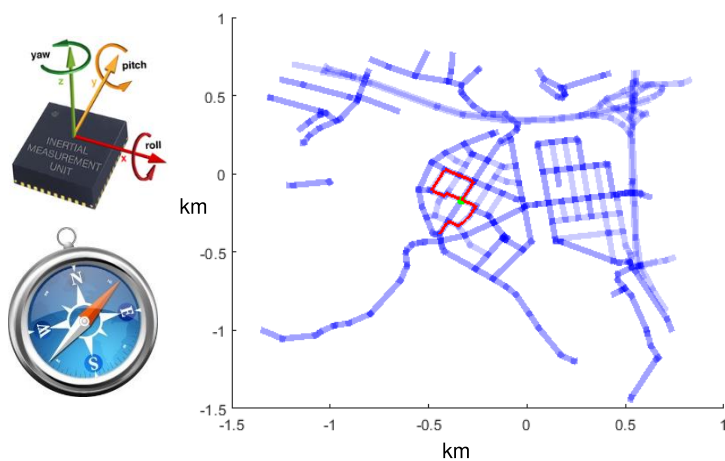 yaw
z
y
pitch
roll
x
INERTIAL
MEASUREMENT
UNIT
N
E
S
W
1
0.5
0
-0.5
-1
-1.5
km
-1.5
-1
-0.5
0
0.5
1
km